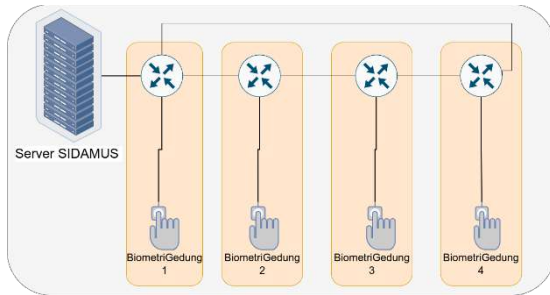 Server SIDAMUS
BiometriGedung
1
BiometriGedung
2
BiometriGedung
3
BiometriGedung
4